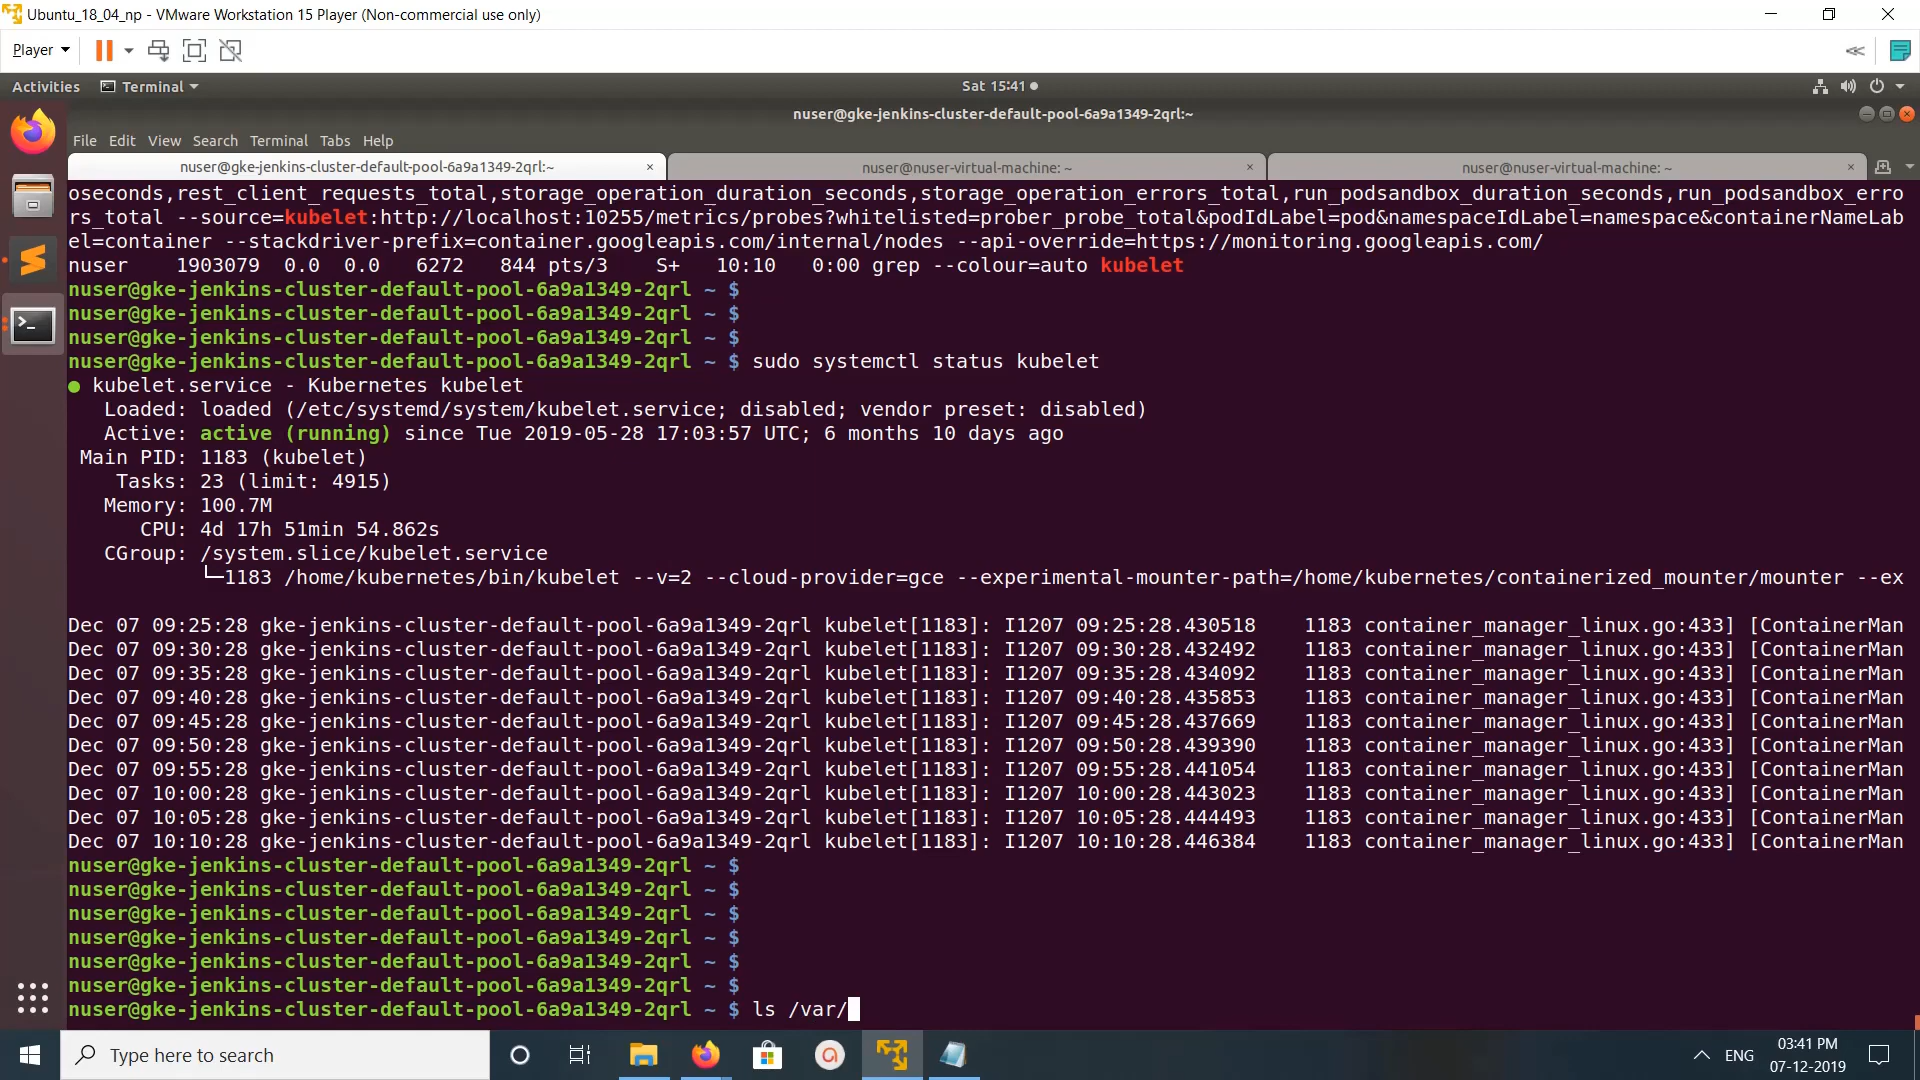 Ubuntu_18_04_np - VMware Workstation 15 Player (Non-commercial use only)
Player
Activities Terminal Sat 15:41
nuser@gke-jenkins-cluster-default-pool-6a9a1349-2qrl:~
File Edit View Search Terminal Tabs Help
nuser@gke-jenkins-cluster-default-pool-6a9a1349-2qrl:~ × nuser@nuser-virtual-machine: ~ × nuser@nuser-virtual-machine: ~ ×
oseconds,rest_client_requests_total,storage_operation_duration_seconds,storage_operation_errors_total,run_podsandbox_duration_seconds,run_podsandbox_erro
rs_total --source=kubelet:http://localhost:10255/metrics/probes?whitelisted=prober_probe_total&podIdLabel=pod&namespaceIdLabel=namespace&containerNameLab
el=container --stackdriver-prefix=container.googleapis.com/internal/nodes --api-override=https://monitoring.googleapis.com/
nuser    1903079  0.0  0.0   6272   844 pts/3    S+   10:10   0:00 grep --colour=auto kubelet
nuser@gke-jenkins-cluster-default-pool-6a9a1349-2qrl ~ $
nuser@gke-jenkins-cluster-default-pool-6a9a1349-2qrl ~ $
nuser@gke-jenkins-cluster-default-pool-6a9a1349-2qrl ~ $
nuser@gke-jenkins-cluster-default-pool-6a9a1349-2qrl ~ $ sudo systemctl status kubelet
● kubelet.service - Kubernetes kubelet
Loaded: loaded (/etc/systemd/system/kubelet.service; disabled; vendor preset: disabled)
Active: active (running) since Tue 2019-05-28 17:03:57 UTC; 6 months 10 days ago
Main PID: 1183 (kubelet)
Tasks: 23 (limit: 4915)
Memory: 100.7M
CPU: 4d 17h 51min 54.862s
CGroup: /system.slice/kubelet.service
└─1183 /home/kubernetes/bin/kubelet --v=2 --cloud-provider=gce --experimental-mounter-path=/home/kubernetes/containerized_mounter/mounter --ex
Dec 07 09:25:28 gke-jenkins-cluster-default-pool-6a9a1349-2qrl kubelet[1183]: I1207 09:25:28.430518    1183 container_manager_linux.go:433] [ContainerMan
Dec 07 09:30:28 gke-jenkins-cluster-default-pool-6a9a1349-2qrl kubelet[1183]: I1207 09:30:28.432492    1183 container_manager_linux.go:433] [ContainerMan
Dec 07 09:35:28 gke-jenkins-cluster-default-pool-6a9a1349-2qrl kubelet[1183]: I1207 09:35:28.434092    1183 container_manager_linux.go:433] [ContainerMan
Dec 07 09:40:28 gke-jenkins-cluster-default-pool-6a9a1349-2qrl kubelet[1183]: I1207 09:40:28.435853    1183 container_manager_linux.go:433] [ContainerMan
Dec 07 09:45:28 gke-jenkins-cluster-default-pool-6a9a1349-2qrl kubelet[1183]: I1207 09:45:28.437669    1183 container_manager_linux.go:433] [ContainerMan
Dec 07 09:50:28 gke-jenkins-cluster-default-pool-6a9a1349-2qrl kubelet[1183]: I1207 09:50:28.439390    1183 container_manager_linux.go:433] [ContainerMan
Dec 07 09:55:28 gke-jenkins-cluster-default-pool-6a9a1349-2qrl kubelet[1183]: I1207 09:55:28.441054    1183 container_manager_linux.go:433] [ContainerMan
Dec 07 10:00:28 gke-jenkins-cluster-default-pool-6a9a1349-2qrl kubelet[1183]: I1207 10:00:28.443023    1183 container_manager_linux.go:433] [ContainerMan
Dec 07 10:05:28 gke-jenkins-cluster-default-pool-6a9a1349-2qrl kubelet[1183]: I1207 10:05:28.444493    1183 container_manager_linux.go:433] [ContainerMan
Dec 07 10:10:28 gke-jenkins-cluster-default-pool-6a9a1349-2qrl kubelet[1183]: I1207 10:10:28.446384    1183 container_manager_linux.go:433] [ContainerMan
nuser@gke-jenkins-cluster-default-pool-6a9a1349-2qrl ~ $
nuser@gke-jenkins-cluster-default-pool-6a9a1349-2qrl ~ $
nuser@gke-jenkins-cluster-default-pool-6a9a1349-2qrl ~ $
nuser@gke-jenkins-cluster-default-pool-6a9a1349-2qrl ~ $
nuser@gke-jenkins-cluster-default-pool-6a9a1349-2qrl ~ $
nuser@gke-jenkins-cluster-default-pool-6a9a1349-2qrl ~ $
nuser@gke-jenkins-cluster-default-pool-6a9a1349-2qrl ~ $ ls /var/
Type here to search
ENG
03:41 PM
07-12-2019